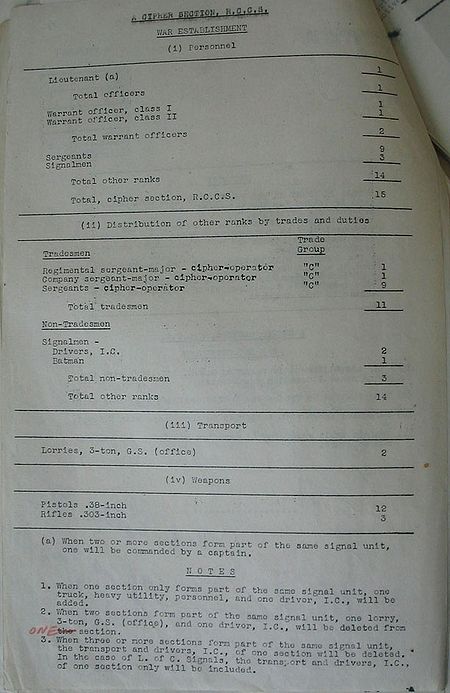 A CIPHER SECTION, R.C.C.S.
WAR ESTABLISHMENT
(i) Personnel
Lieutenant (a) 1
Total officers 1
Warrant officer, class I 1
Warrant officer, class II 1
Total warrant officers 2
Sergeants 9
Signalmen 3
Total other ranks 14
Total, cipher section, R.C.C.S. 15
(ii) Distribution of other ranks by trades and duties
Trade
Tradesmen Group
Regimental sergeant-major - cipher-operator "C" 1
Company sergeant-major - cipher-operator "C" 1
Sergeants - cipher-operator "C" 9
Total tradesmen 11
Non-Tradesmen
Signalmen -
Drivers, I.C. 2
Batman 1
Total non-tradesmen 3
Total other ranks 14
(iii) Transport
Lorries, 3-ton, G.S. (office) 2
(iv) Weapons
Pistols .38-inch 12
Rifles .303-inch 3
(a) When two or more sections form part of the same signal unit,
one will be commanded by a captain.
NOTES
1. When one section only forms part of the same signal unit, one
truck, heavy utility, personnel, and one driver, I.C., will be
added.
2. When two sections form part of the same signal unit, one lorry,
3-ton, G.S. (office), and one driver, I.C., will be deleted from
ONE the section.
3. When three or more sections form part of the same signal unit,
the transport and drivers, I.C., of one section will be deleted.
In the case of L. of C. Signals, the transport and drivers, I.C.,
of one section only will be included.